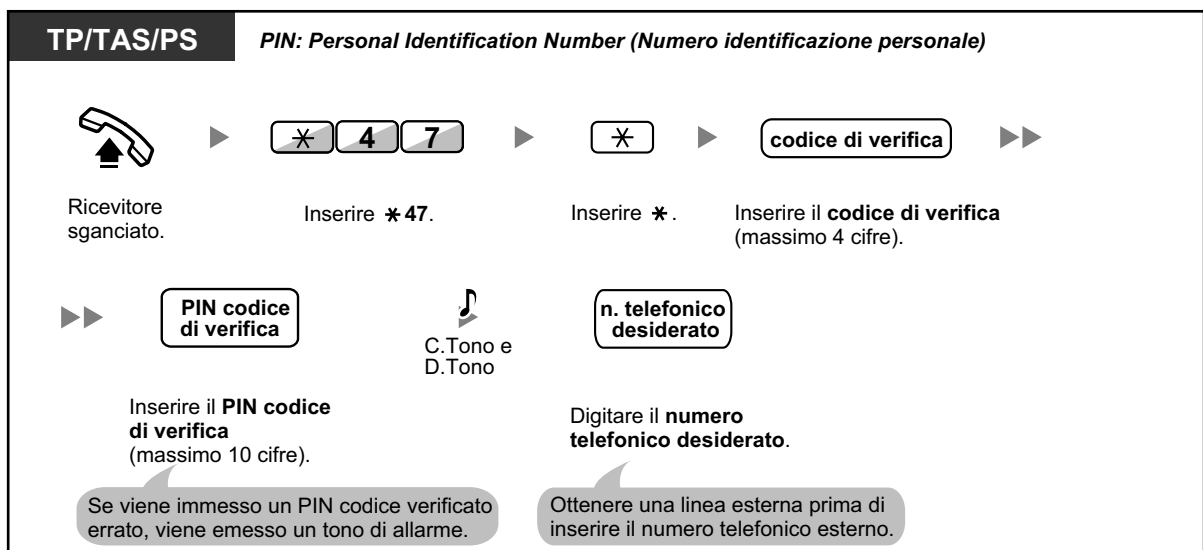 TP/TAS/PS
PIN: Personal Identification Number (Numero identificazione personale)
* 4 7
*
codice di verifica
Ricevitore
sganciato.
Inserire *47.
Inserire *.
Inserire il codice di verifica
(massimo 4 cifre).
PIN codice
di verifica
C.Tono e
D.Tono
n. telefonico
desiderato
Inserire il PIN codice
di verifica
(massimo 10 cifre).
Digitare il numero
telefonico desiderato.
Se viene immesso un PIN codice verificato
errato, viene emesso un tono di allarme.
Ottenere una linea esterna prima di
inserire il numero telefonico esterno.